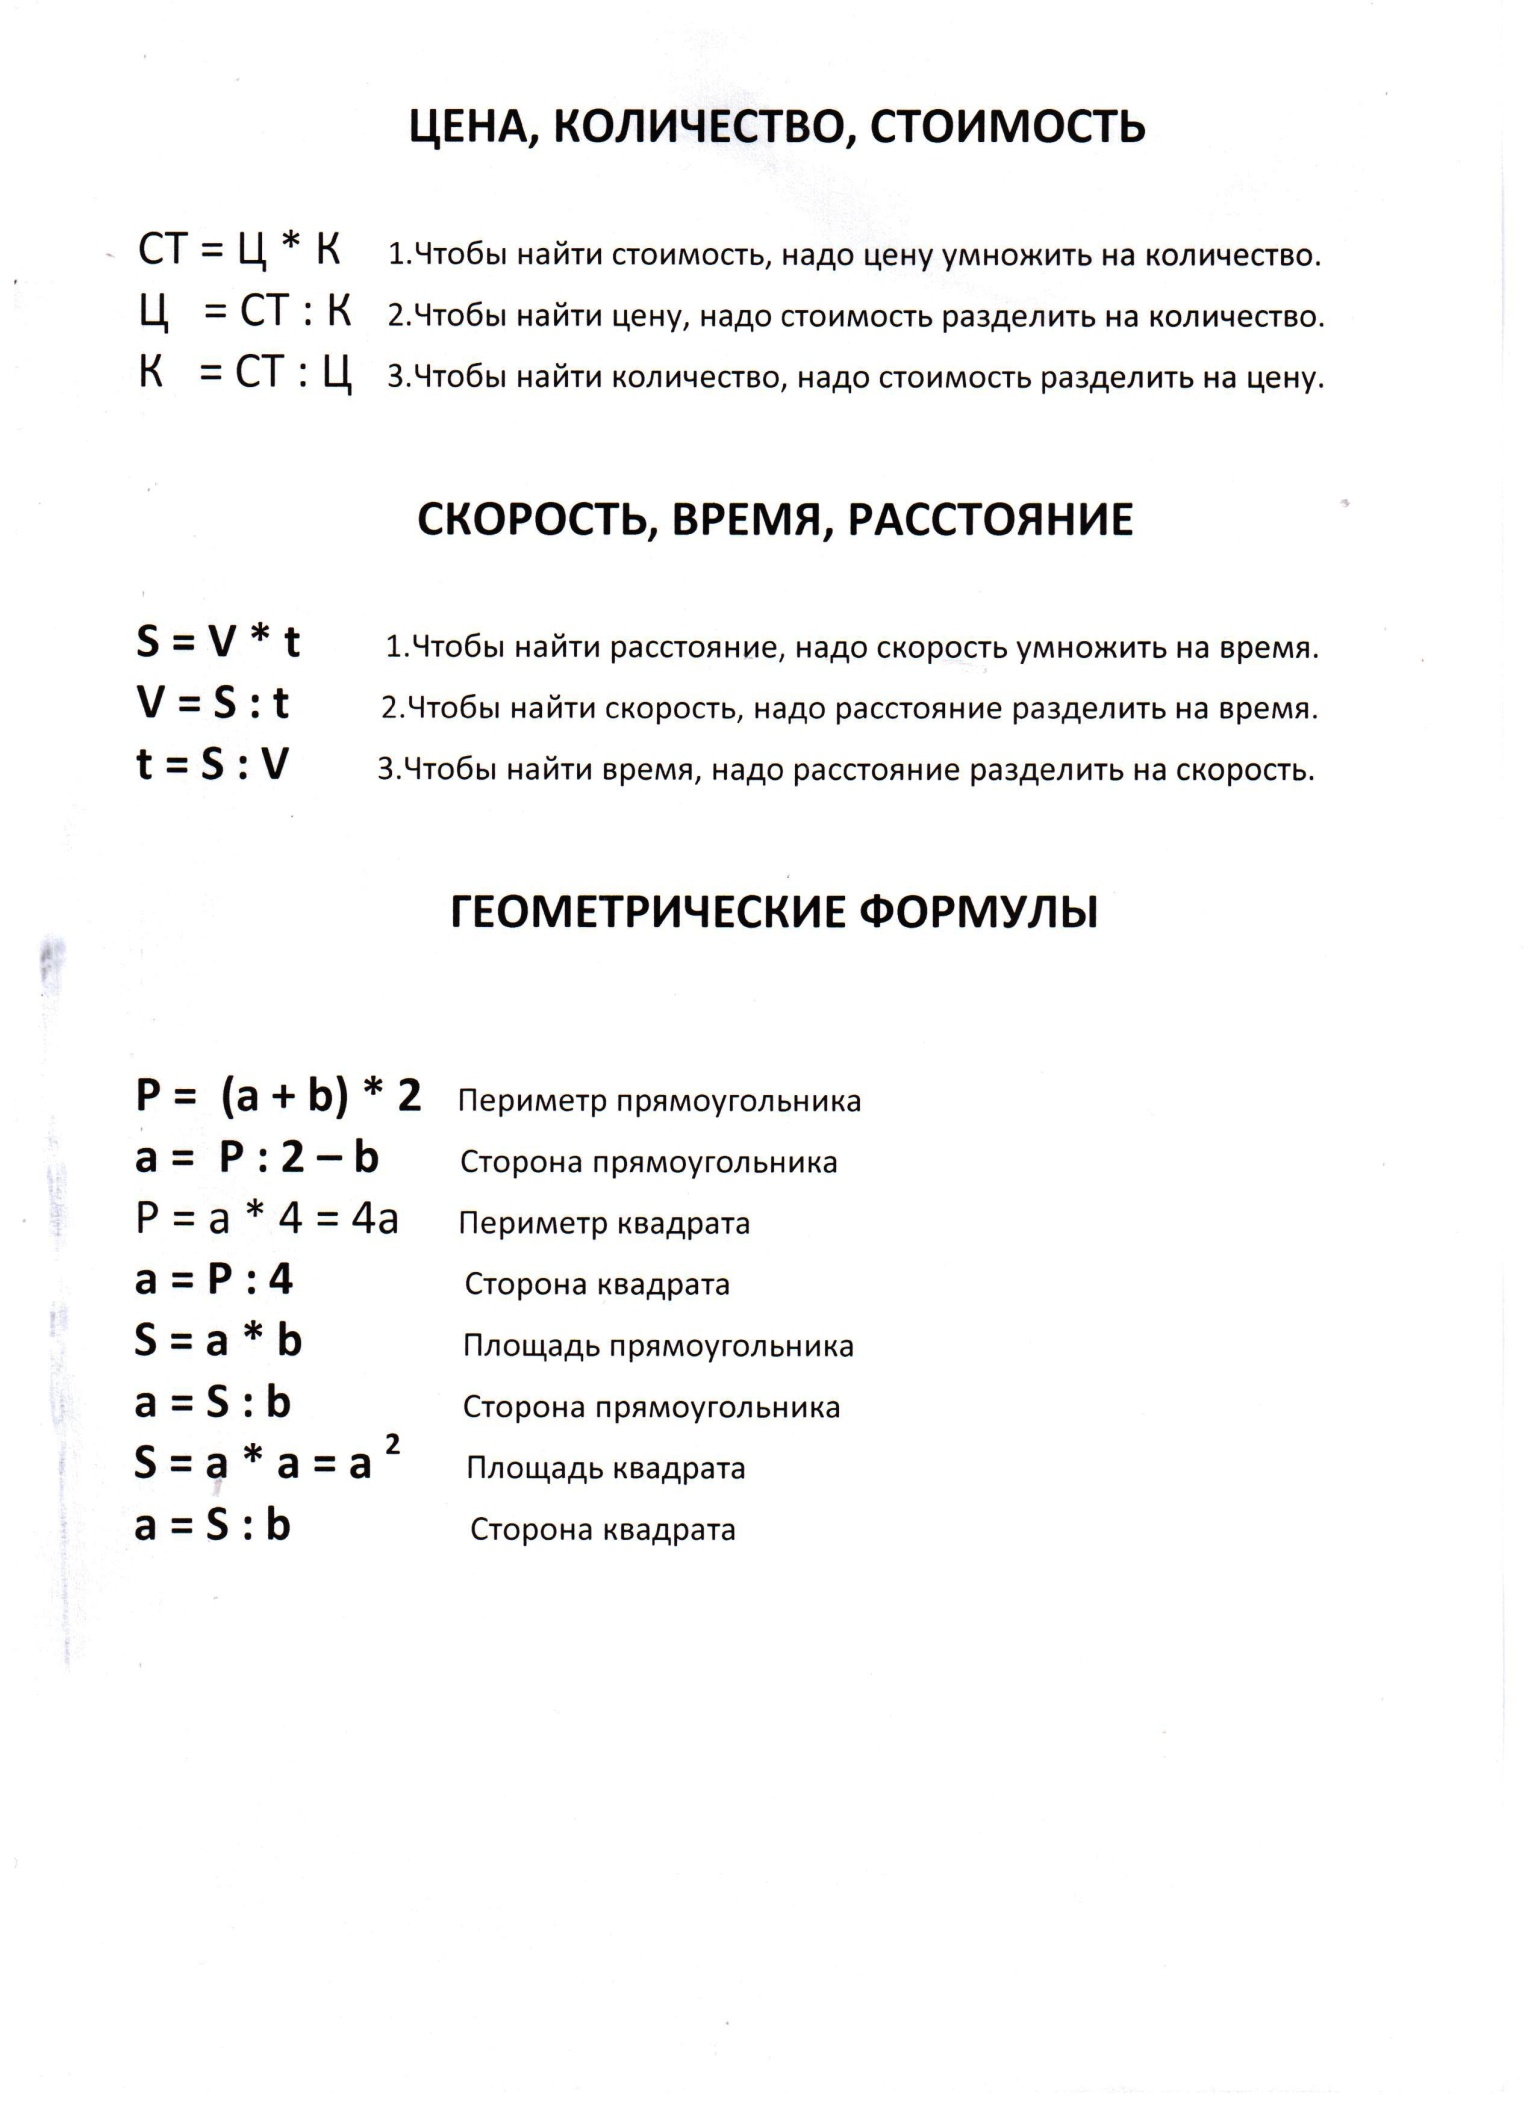 ЦЕНА, КОЛИЧЕСТВО, СТОИМОСТЬ
СТ = Ц * К 1.Чтобы найти стоимость, надо цену умножить на количество.
Ц = СТ : К 2.Чтобы найти цену, надо стоимость разделить на количество.
К = СТ : Ц 3.Чтобы найти количество, надо стоимость разделить на цену.
СКОРОСТЬ, ВРЕМЯ, РАССТОЯНИЕ
S = V * t 1.Чтобы найти расстояние, надо скорость умножить на время.
V = S : t 2.Чтобы найти скорость, надо расстояние разделить на время.
t = S : V 3.Чтобы найти время, надо расстояние разделить на скорость.
ГЕОМЕТРИЧЕСКИЕ ФОРМУЛЫ
P = (a + b) * 2 Периметр прямоугольника
a = P : 2 – b Сторона прямоугольника
P = a * 4 = 4a Периметр квадрата
a = P : 4 Сторона квадрата
S = a * b Площадь прямоугольника
a = S : b Сторона прямоугольника
S = a * a = a ² Площадь квадрата
a = S : b Сторона квадрата